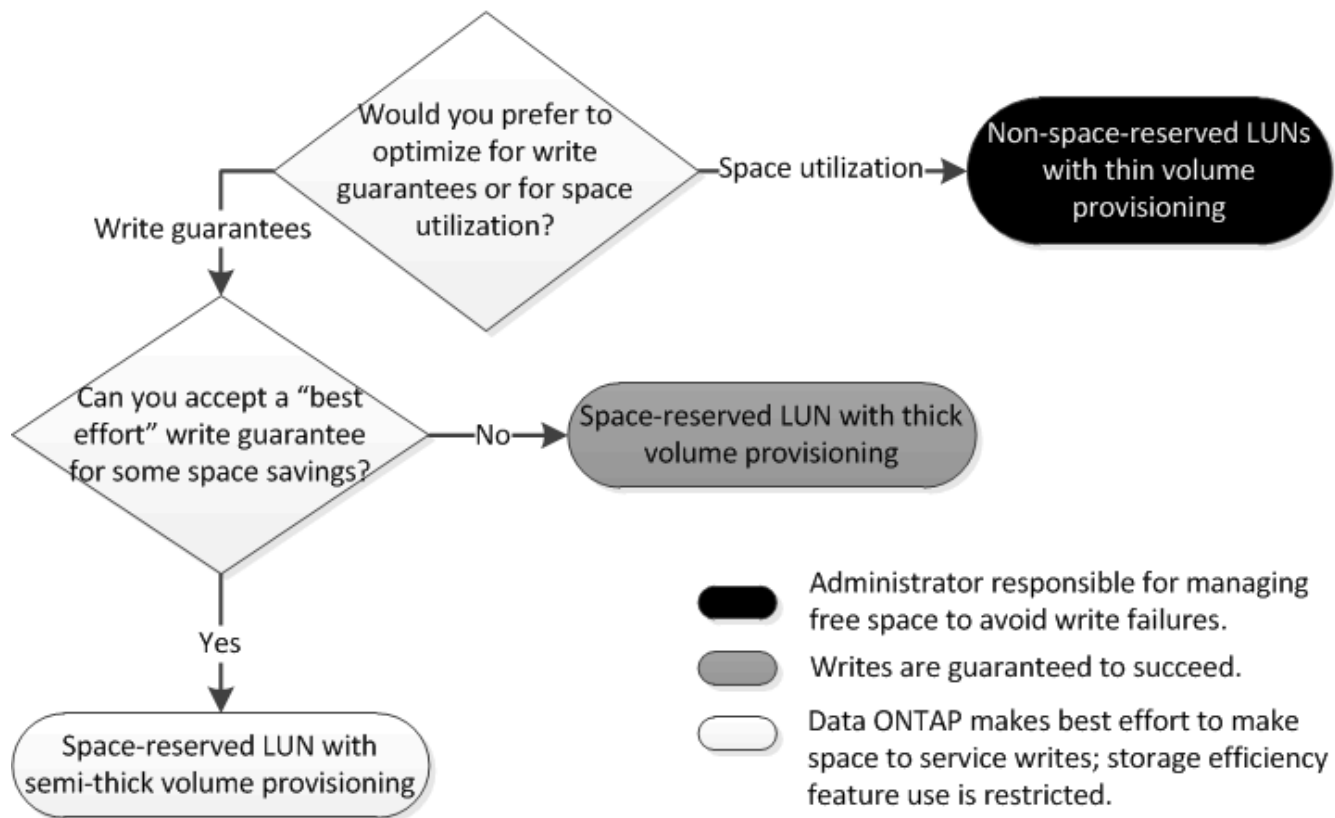 Would you prefer to
optimize for write
guarantees or for space
utilization?
Space utilization
Non-space-reserved LUNs
with thin volume
provisioning
Write guarantees
Can you accept a “best
effort” write guarantee
for some space savings?
No
Space-reserved LUN with thick
volume provisioning
Yes
Space-reserved LUN with
semi-thick volume provisioning
Administrator responsible for managing
free space to avoid write failures.
Writes are guaranteed to succeed.
Data ONTAP makes best effort to make
space to service writes; storage efficiency
feature use is restricted.